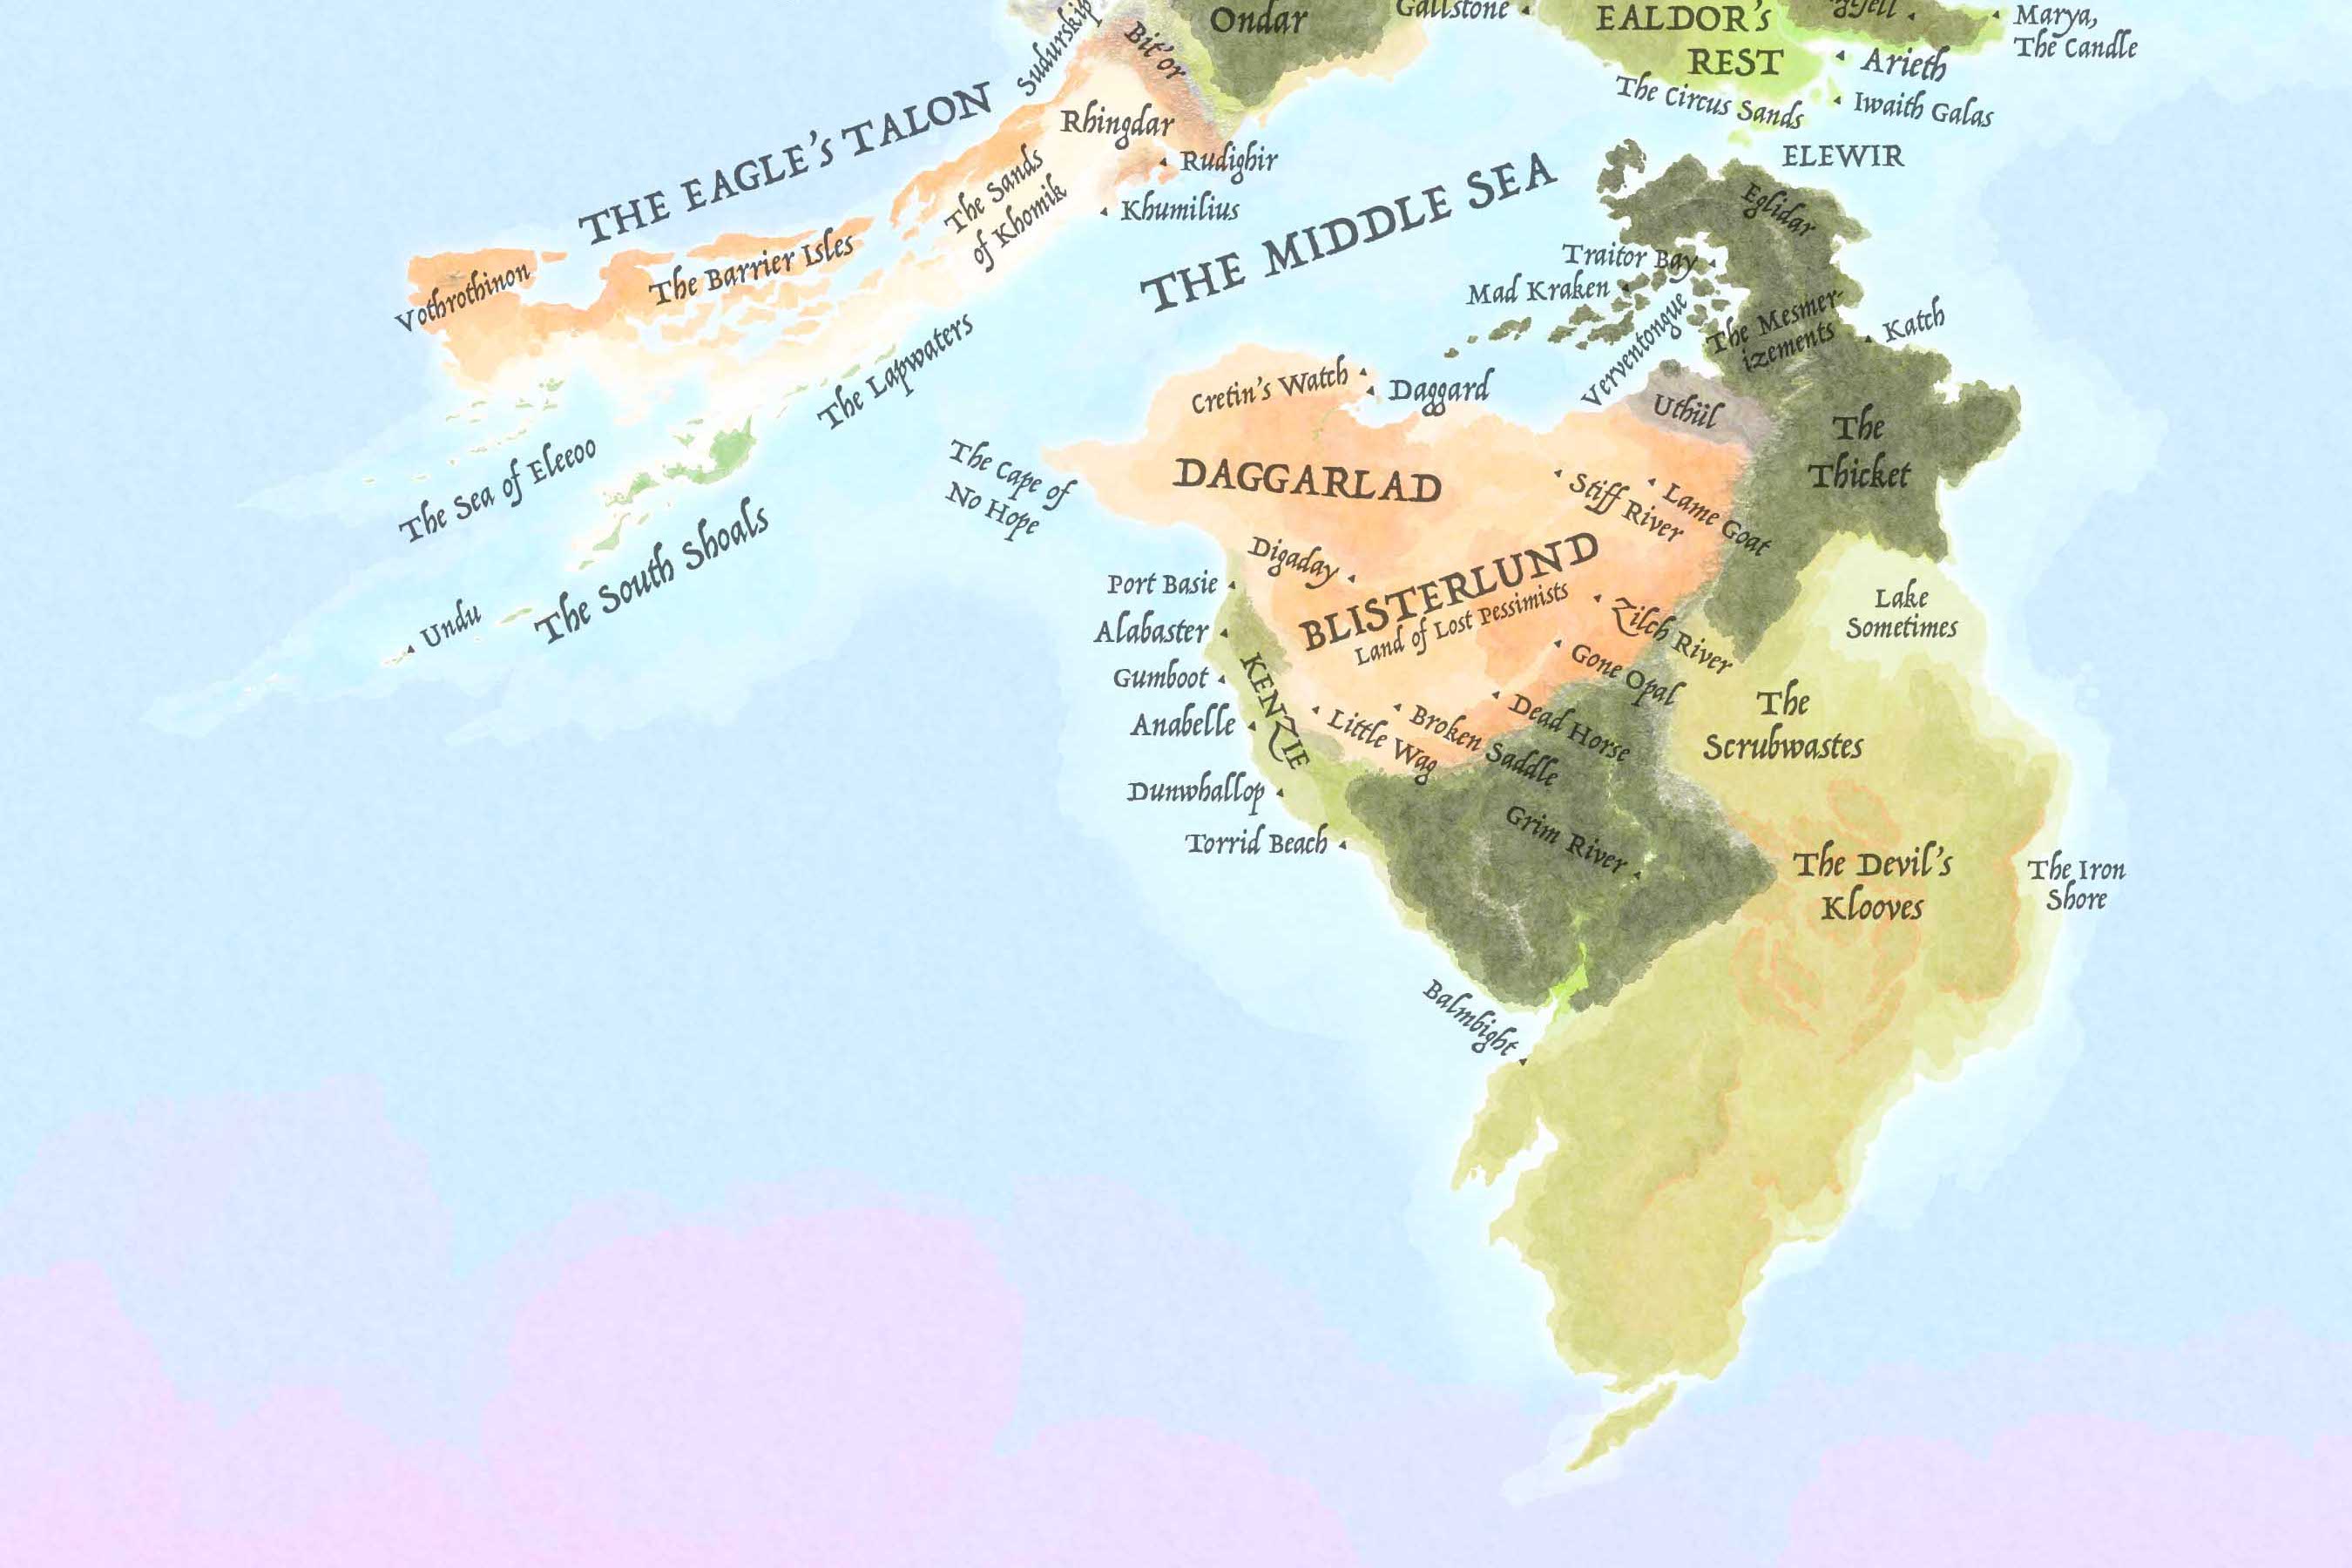 Sudurskip
Bit'or
Ondar
Gallstone
EALDOR'S
REST
Marya,
The Candle
Arieth
The Circus Sands
Iwaith Galas
ELEWIR
THE EAGLE'S TALON
Rhingdar
Rudighir
The Sands
of Khomik
Khumilius
THE MIDDLE SEA
Eglidar
Vothrothinon
The Barrier Isles
Traitor Bay
Mad Kraken
Verventongue
The Mesmer-
izements
Katch
The Lapwaters
Cretin's Watch
Daggard
Uthül
The
Thicket
The Sea of Eleeoo
The Cape of
No Hope
DAGGARLAD
Stiff River
Lame Goat
The South Shoals
Undu
Digaday
BLISTERLUND
Land of Lost Pessimists
Port Basie
Alabaster
Gumboot
Anabelle
KENZIE
Dunwhallop
Torrid Beach
Zilch River
Gone Opal
Dead Horse
Broken Saddle
Little Wag
Lake
Sometimes
The
Scrubwastes
Grim River
The Devil's
Klooves
The Iron
Shore
Balmbight